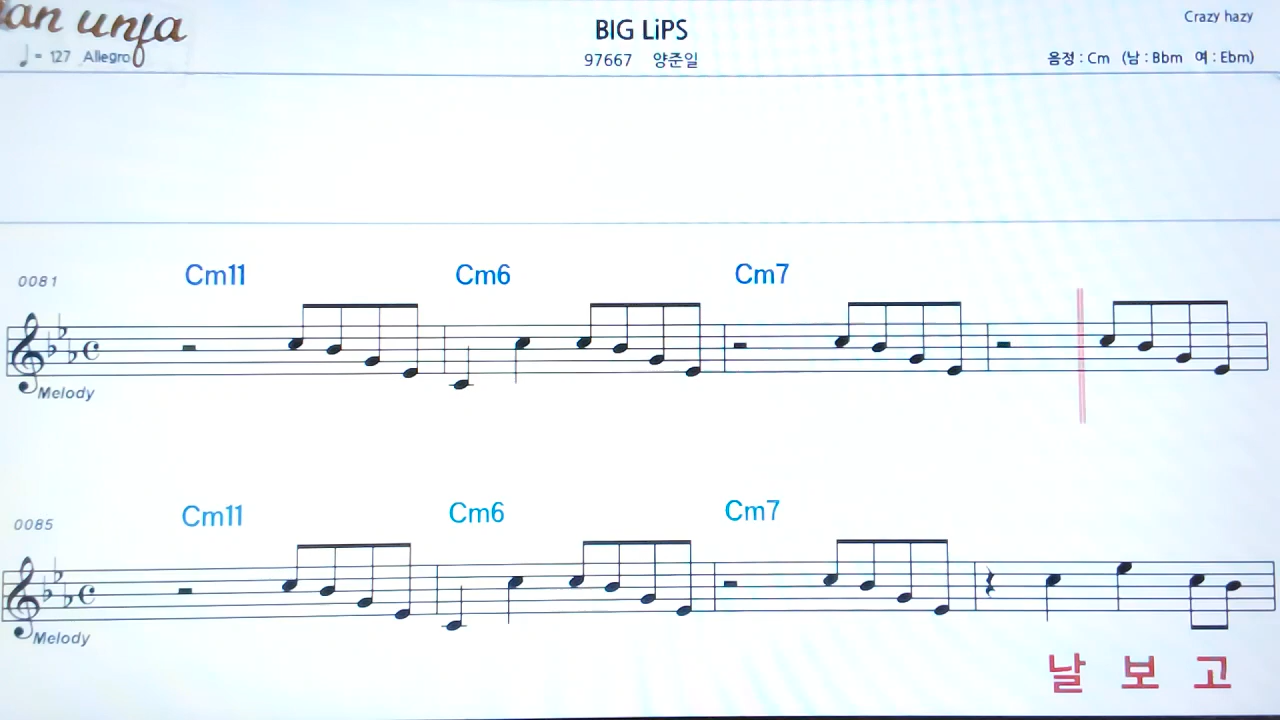 BIG LiPS
Crazy hazy
= 127 Allegro
97667 양준일
음정 : Cm (남 : Bbm 여 : Ebm)
0081
Cm11 Cm6 Cm7
Melody
0085
Cm11 Cm6 Cm7
Melody
날 보 고